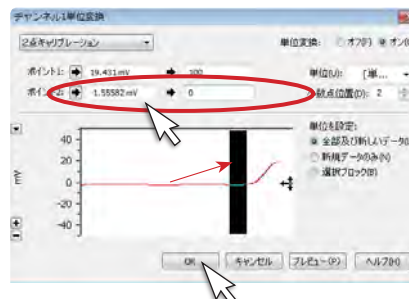 チャンネル1単位変換
2点キャリブレーション
単位変換: オフ(F) オン(
ポイント1: 19.431 mV 100
単位(U): [単...
1.55582 mV 0
数点位置(D): 2
単位を設定:
全部及び新しいデータ(
新規データのみ(N)
選択ブロック(B)
40
20
0
-20
-40
mV
OK キャンセル プレビュー(P) ヘルプ(H)